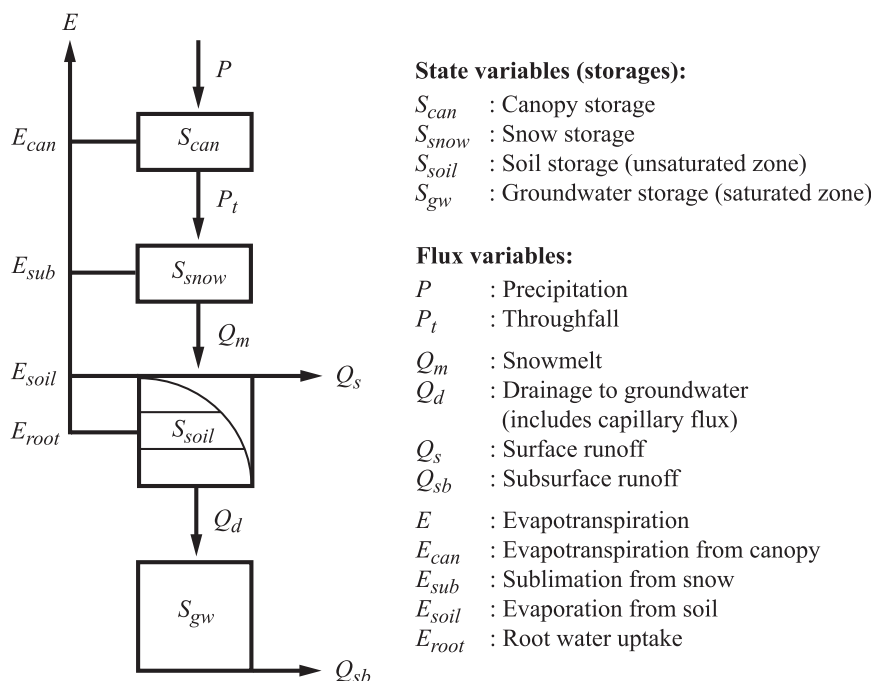 E
P
E_can
S_can
P_t
E_sub
S_snow
Q_m
E_soil
Q_s
E_root
S_soil
Q_d
S_gw
Q_sb
State variables (storages):
S_can : Canopy storage
S_snow : Snow storage
S_soil : Soil storage (unsaturated zone)
S_gw : Groundwater storage (saturated zone)
Flux variables:
P : Precipitation
P_t : Throughfall
Q_m : Snowmelt
Q_d : Drainage to groundwater
(includes capillary flux)
Q_s : Surface runoff
Q_sb : Subsurface runoff
E : Evapotranspiration
E_can : Evapotranspiration from canopy
E_sub : Sublimation from snow
E_soil : Evaporation from soil
E_root : Root water uptake